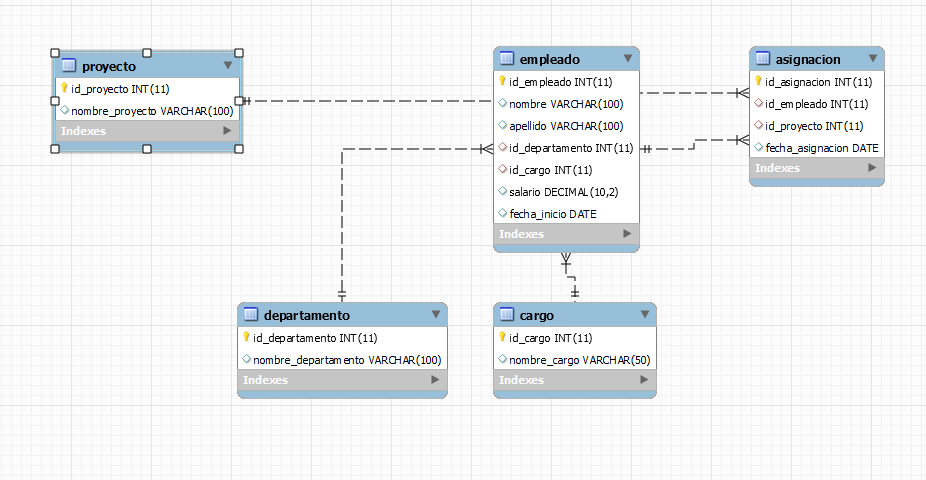 proyecto
id_proyecto INT(11)
nombre_proyecto VARCHAR(100)
Indexes
empleado
id_empleado INT(11)
nombre VARCHAR(100)
apellido VARCHAR(100)
id_departamento INT(11)
id_cargo INT(11)
salario DECIMAL(10,2)
fecha_inicio DATE
Indexes
asignacion
id_asignacion INT(11)
id_empleado INT(11)
id_proyecto INT(11)
fecha_asignacion DATE
Indexes
departamento
id_departamento INT(11)
nombre_departamento VARCHAR(100)
Indexes
cargo
id_cargo INT(11)
nombre_cargo VARCHAR(50)
Indexes